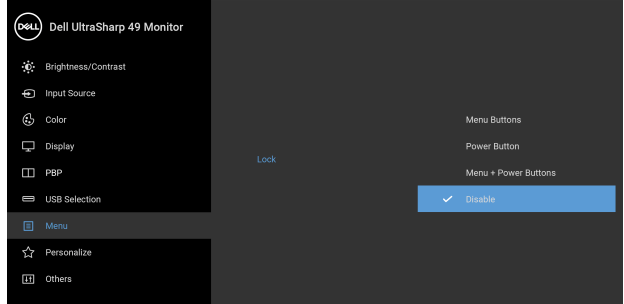 DELL Dell UltraSharp 49 Monitor
Brightness/Contrast
Input Source
Color
Display
PBP
USB Selection
Menu
Personalize
Others
Lock
Menu Buttons
Power Button
Menu + Power Buttons
Disable